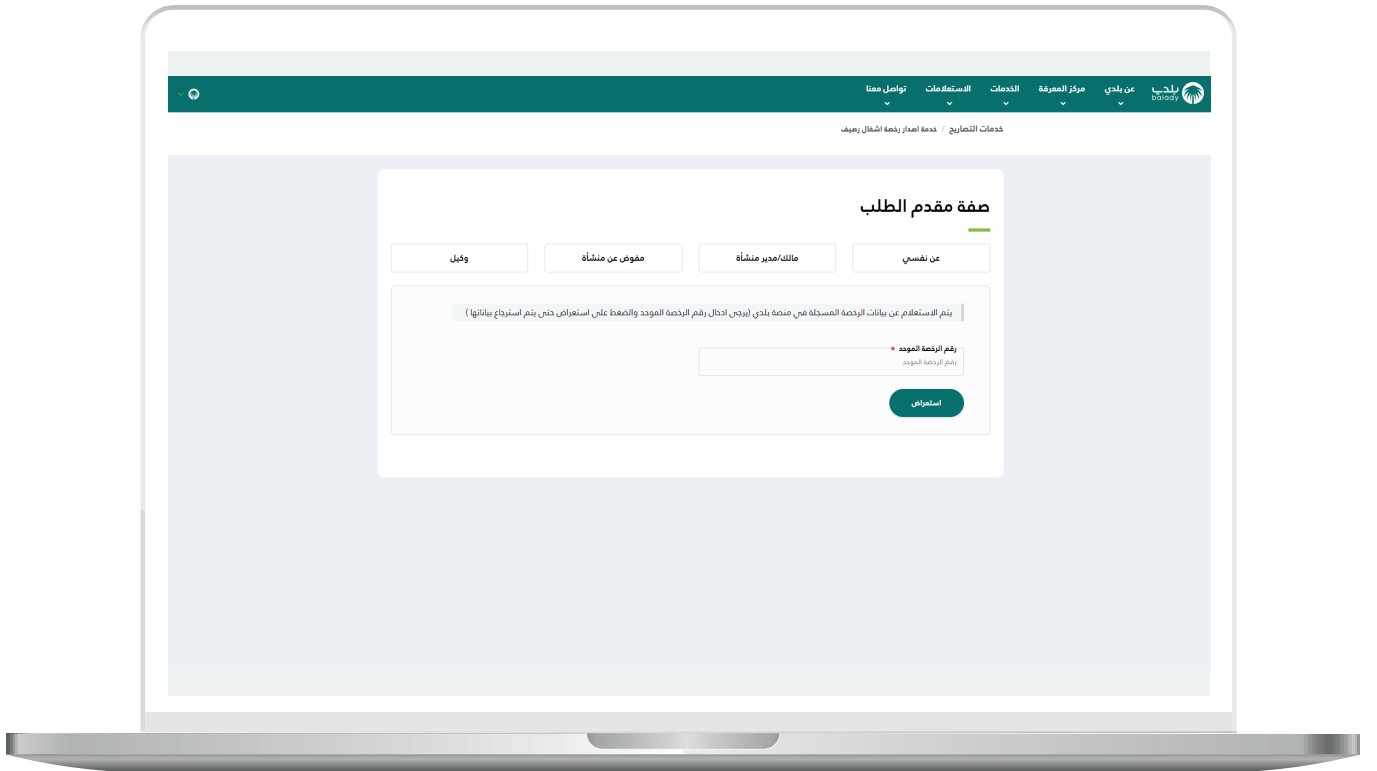 بلدي
balady
عن بلدي
مركز المعرفة
الخدمات
الاستعلامات
تواصل معنا
خدمات التصاريح / خدمة اصدار رخصة اشغال رصيف
صفة مقدم الطلب
عن نفسي
مالك/مدير منشأة
مفوض عن منشأة
وكيل
يتم الاستعلام عن بيانات الرخصة المسجلة في منصة بلدي (يرجى ادخال رقم الرخصة الموحد والضغط على استعراض حتى يتم استرجاع بياناتها )
رقم الرخصة الموحد *
رقم الرخصة الموحد
استعراض